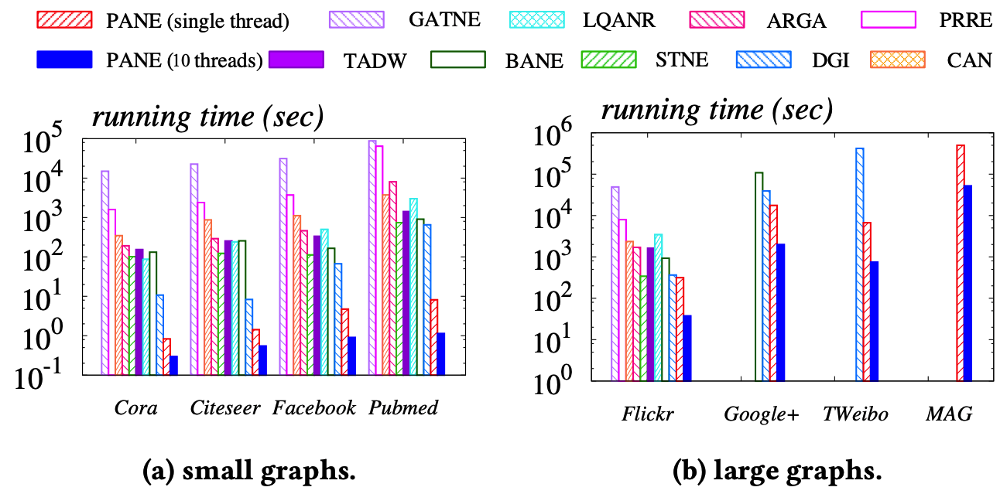 PANE (single thread) GATNE LQANR ARGA PRRE
PANE (10 threads) TADW BANE STNE DGI CAN
running time (sec)
10^5
10^4
10^3
10^2
10^1
10^0
10^-1
Cora Citeseer Facebook Pubmed
(a) small graphs.
running time (sec)
10^6
10^5
10^4
10^3
10^2
10^1
10^0
Flickr Google+ TWeibo MAG
(b) large graphs.